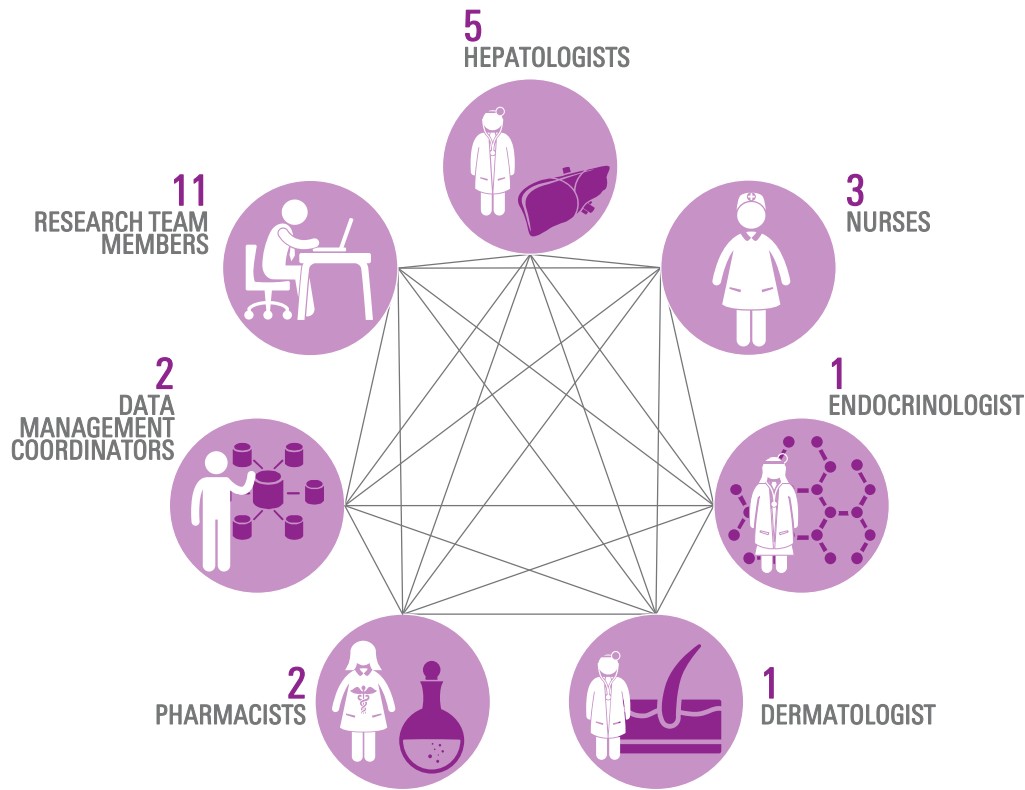 5
HEPATOLOGISTS
3
NURSES
1
ENDOCRINOLOGIST
1
DERMATOLOGIST
2
PHARMACISTS
2
DATA
MANAGEMENT
COORDINATORS
11
RESEARCH TEAM
MEMBERS